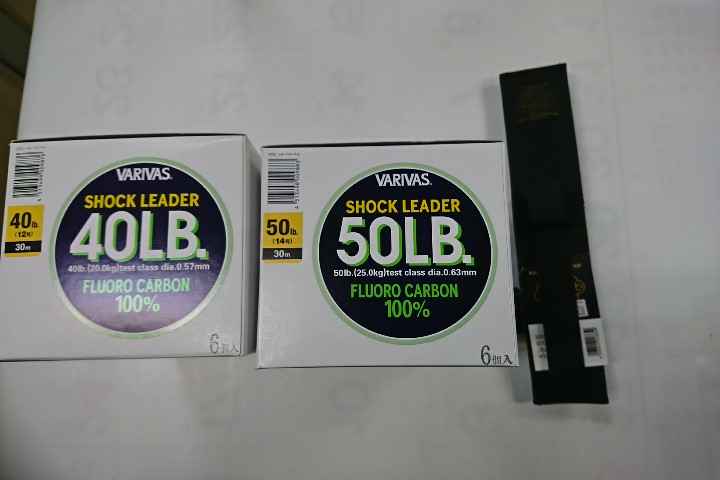 40lb.
(12号)
30m
VARIVAS
SHOCK LEADER
40LB.
40lb.(20.0kg)test class dia.0.57mm
FLUORO CARBON
100%
6個入
50lb.
(14号)
30m
VARIVAS
SHOCK LEADER
50LB.
50lb.(25.0kg)test class dia.0.63mm
FLUORO CARBON
100%
6個入